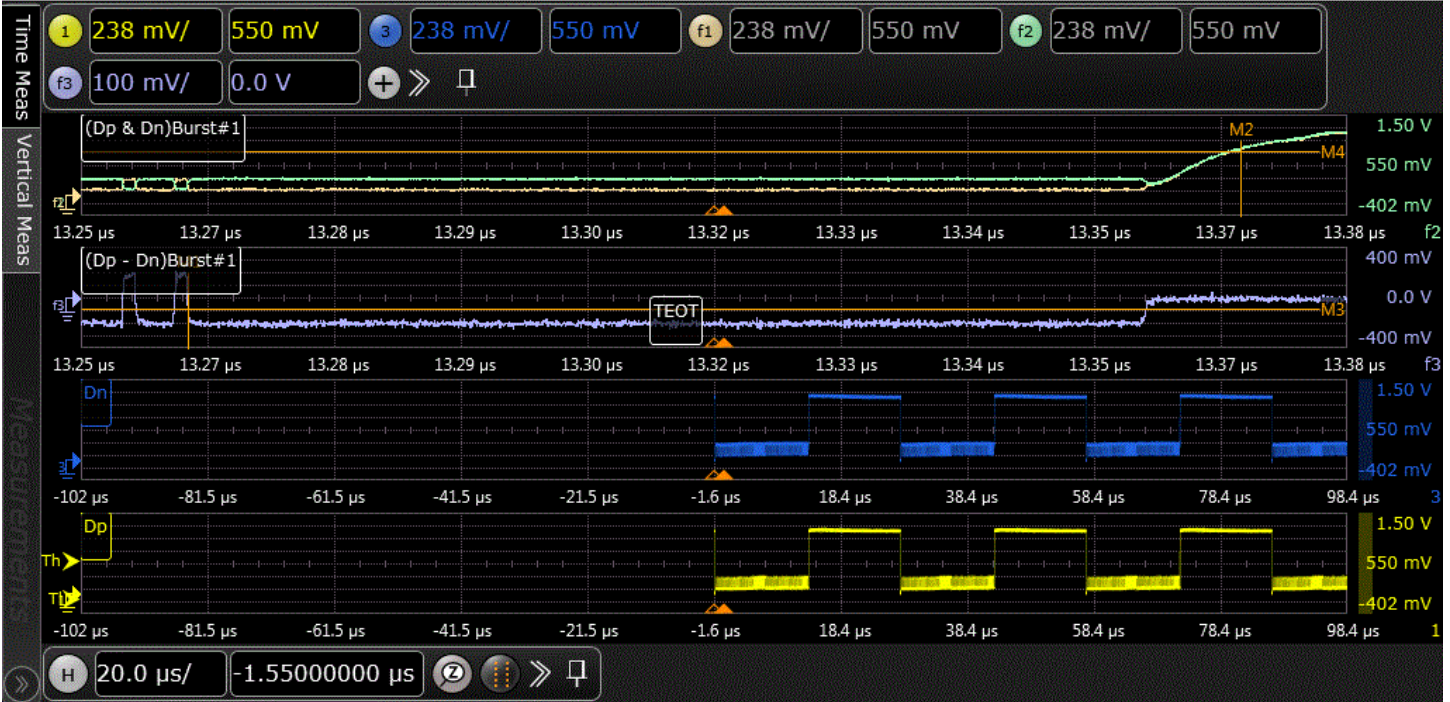 Time Meas
Vertical Meas
Measurements
1 238 mV/ 550 mV 3 238 mV/ 550 mV f1 238 mV/ 550 mV f2 238 mV/ 550 mV
f3 100 mV/ 0.0 V +
(Dp & Dn)Burst#1
M2
M4
1.50 V
550 mV
-402 mV
f2
13.25 µs 13.27 µs 13.28 µs 13.29 µs 13.30 µs 13.32 µs 13.33 µs 13.34 µs 13.35 µs 13.37 µs 13.38 µs f2
(Dp - Dn)Burst#1
400 mV
f3
0.0 V
TEOT
M3
-400 mV
13.25 µs 13.27 µs 13.28 µs 13.29 µs 13.30 µs 13.32 µs 13.33 µs 13.34 µs 13.35 µs 13.37 µs 13.38 µs f3
Dn
1.50 V
550 mV
3
-402 mV
-102 µs -81.5 µs -61.5 µs -41.5 µs -21.5 µs -1.6 µs 18.4 µs 38.4 µs 58.4 µs 78.4 µs 98.4 µs 3
Dp
1.50 V
Th
550 mV
-402 mV
-102 µs -81.5 µs -61.5 µs -41.5 µs -21.5 µs -1.6 µs 18.4 µs 38.4 µs 58.4 µs 78.4 µs 98.4 µs 1
H 20.0 µs/ -1.55000000 µs Z